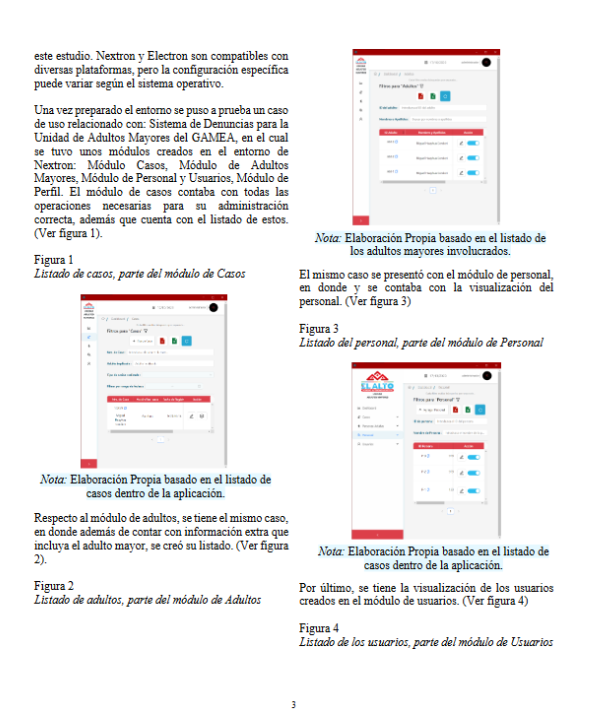 este estudio. Nextron y Electron son compatibles con
diversas plataformas, pero la configuración específica
puede variar según el sistema operativo.
Una vez preparado el entorno se puso a prueba un caso
de uso relacionado con: Sistema de Denuncias para la
Unidad de Adultos Mayores del GAMEA, en el cuál
se tuvo unos módulos creados en el entorno de
Nextron: Módulo Casos, Módulo de Adultos
Mayores, Módulo de Personal y Usuarios, Módulo de
Perfil. El módulo de casos contaba con todas las
operaciones necesarias para su administración
correcta, además que cuenta con el listado de estos.
(Ver figura 1).
Figura 1
Listado de casos, parte del módulo de Casos
Filtros para "Casos"
Nota: Elaboración Propia basado en el listado de
casos dentro de la aplicación.
Respecto al módulo de adultos, se tiene el mismo caso,
en donde además de contar con información extra que
incluya el adulto mayor, se creó su listado. (Ver figura
2).
Figura 2
Listado de adultos, parte del módulo de Adultos
Filtros para "Adultos"
Nota: Elaboración Propia basado en el listado de
los adultos mayores involucrados.
El mismo caso se presentó con el módulo de personal,
en donde y se contaba con la visualización del
personal. (Ver figura 3)
Figura 3
Listado del personal, parte del módulo de Personal
EL ALTO
Filtros para "Personal"
Nota: Elaboración Propia basado en el listado de
casos dentro de la aplicación.
Por último, se tiene la visualización de los usuarios
creados en el módulo de usuarios. (Ver figura 4)
Figura 4
Listado de los usuarios, parte del módulo de Usuarios
3